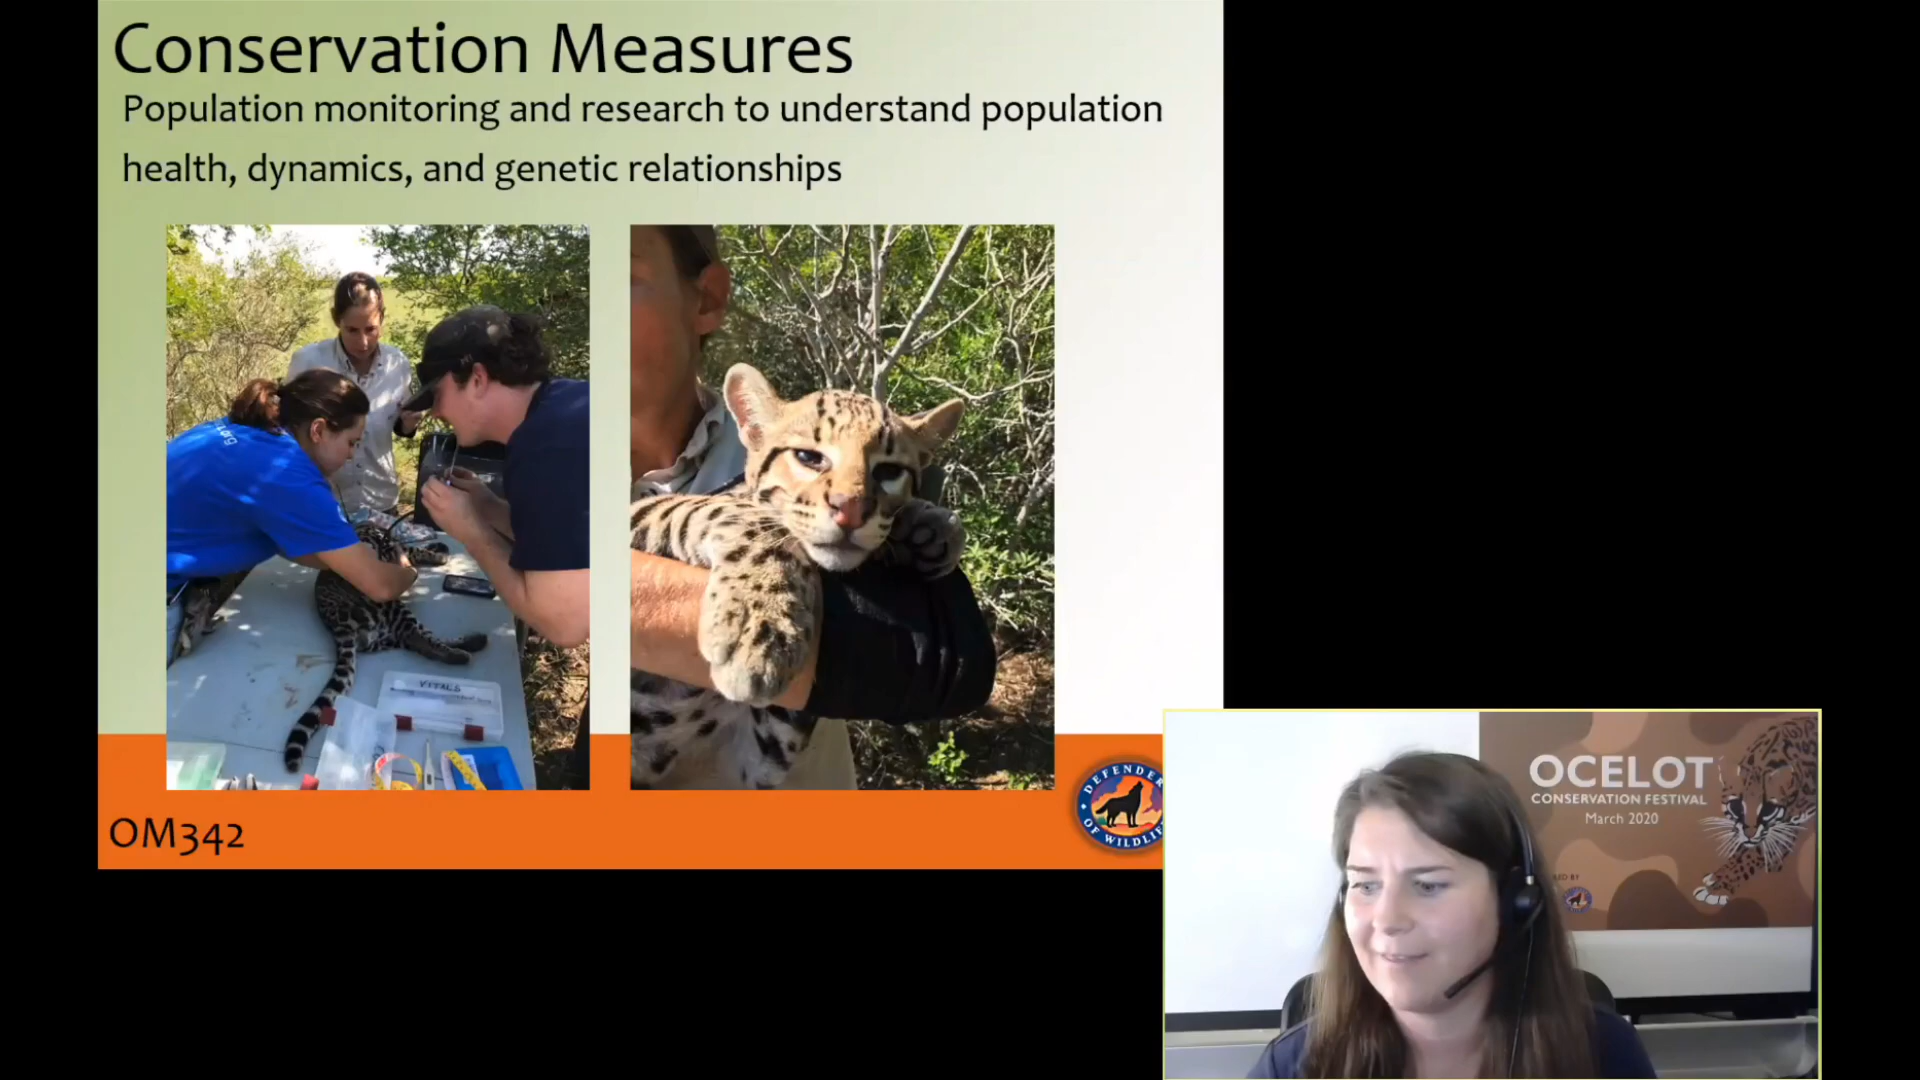 Conservation Measures
Population monitoring and research to understand population
health, dynamics, and genetic relationships
VITALS
OM342
DEFENDERS
OF WILDLIFE
OCELOT
CONSERVATION FESTIVAL
March 2020